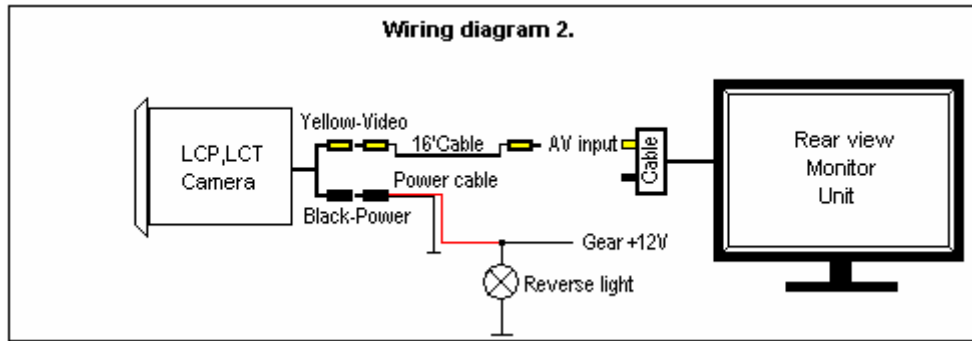 Wiring diagram 2.
LCP,LCT
Camera
Yellow-Video
16'Cable
AV input
Cable
Rear view
Monitor
Unit
Power cable
Black-Power
Gear +12V
Reverse light